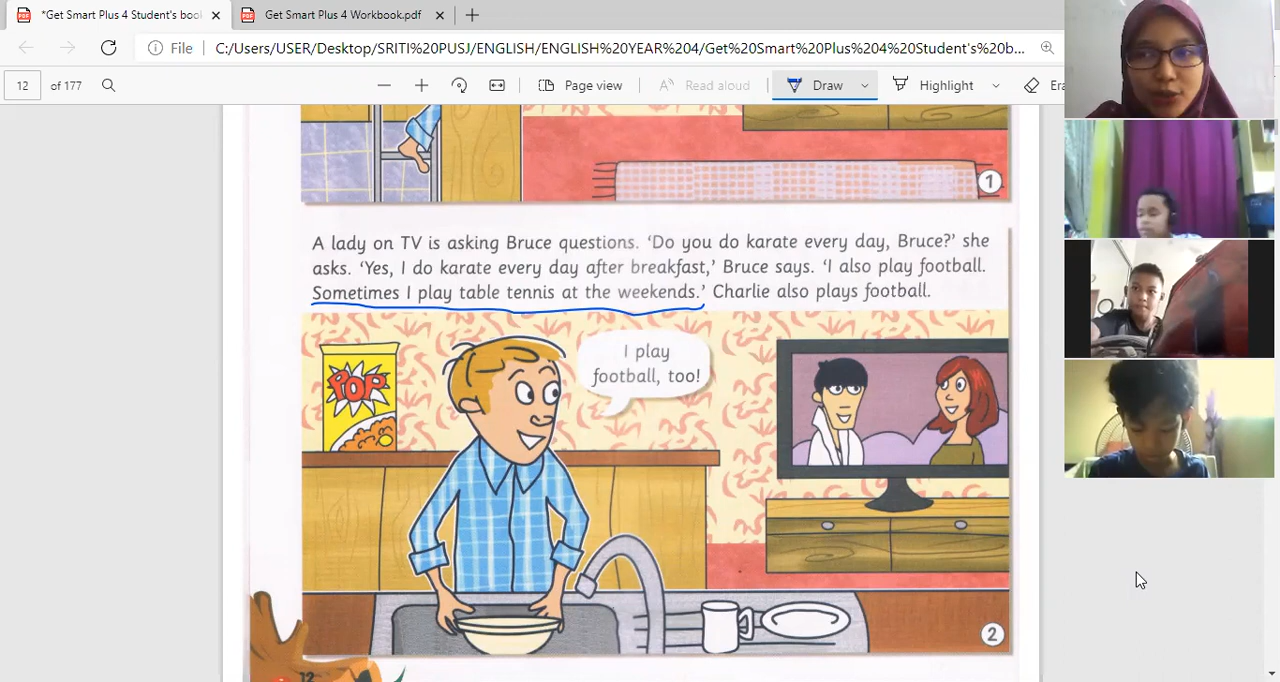 *Get Smart Plus 4 Student's boo
Get Smart Plus 4 Workbook.pdf
File
C:/Users/USER/Desktop/SRITI%20PUSJ/ENGLISH/ENGLISH%20YEAR%204/Get%20Smart%20Plus%204%20Student's%20b...
12 of 177
Page view
Read aloud
Draw
Highlight
Era
1
A lady on TV is asking Bruce questions. ‘Do you do karate every day, Bruce?’ she
asks. ‘Yes, I do karate every day after breakfast,’ Bruce says. ‘I also play football.
Sometimes I play table tennis at the weekends.’ Charlie also plays football.
I play
football, too!
POP
2
12